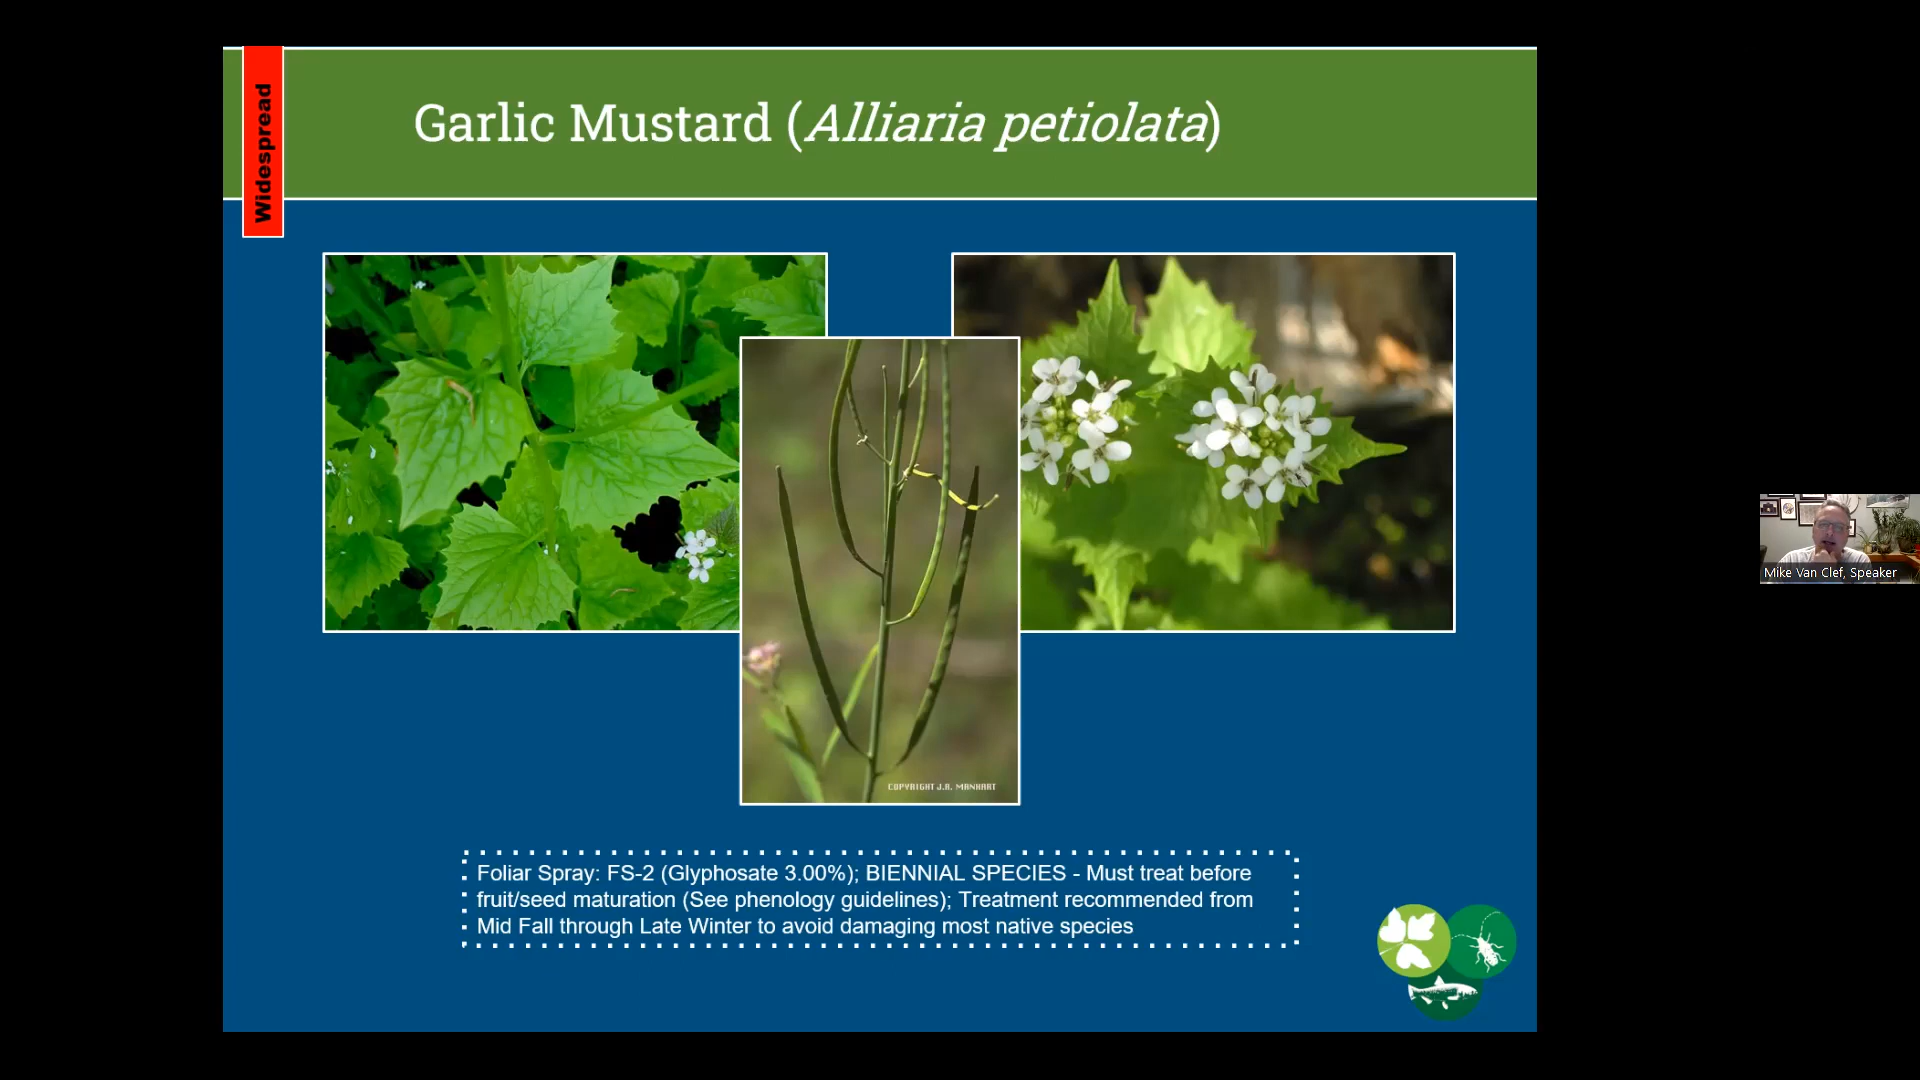 Widespread
Garlic Mustard (Alliaria petiolata)
COPYRIGHT J.R. MANHART
Foliar Spray: FS-2 (Glyphosate 3.00%); BIENNIAL SPECIES - Must treat before
fruit/seed maturation (See phenology guidelines); Treatment recommended from
Mid Fall through Late Winter to avoid damaging most native species
Mike Van Clef, Speaker